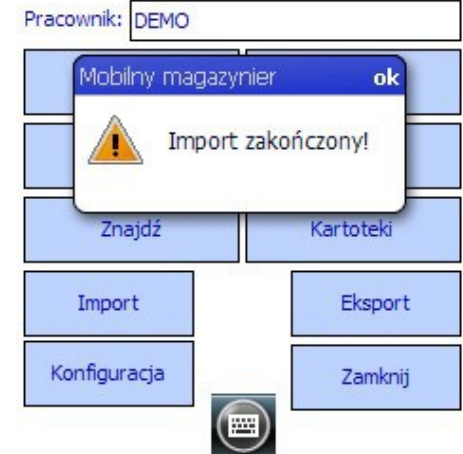 Pracownik: DEMO
Mobilny magazynier ok
Import zakończony!
Znajdź Kartoteki
Import Eksport
Konfiguracja Zamknij